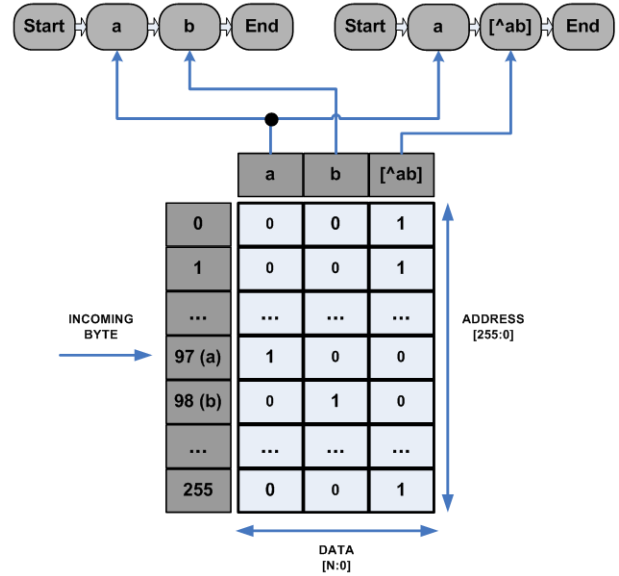 Start a b End Start a [^ab] End
a b [^ab]
0 0 0 1
1 0 0 1
... ... ... ...
INCOMING
BYTE
ADDRESS
[255:0]
97 (a) 1 0 0
98 (b) 0 1 0
... ... ... ...
255 0 0 1
DATA
[N:0]